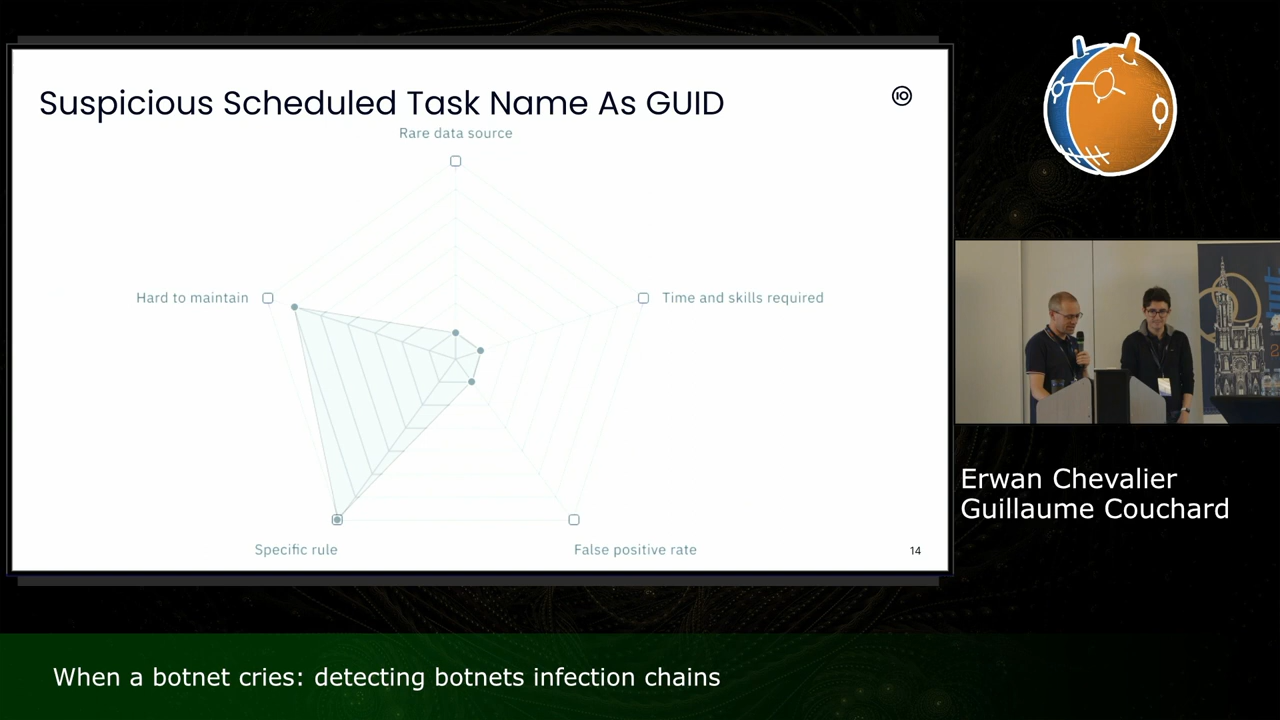 Suspicious Scheduled Task Name As GUID
Rare data source
Hard to maintain
Time and skills required
Specific rule
False positive rate
14
Erwan Chevalier
Guillaume Couchard
When a botnet cries: detecting botnets infection chains